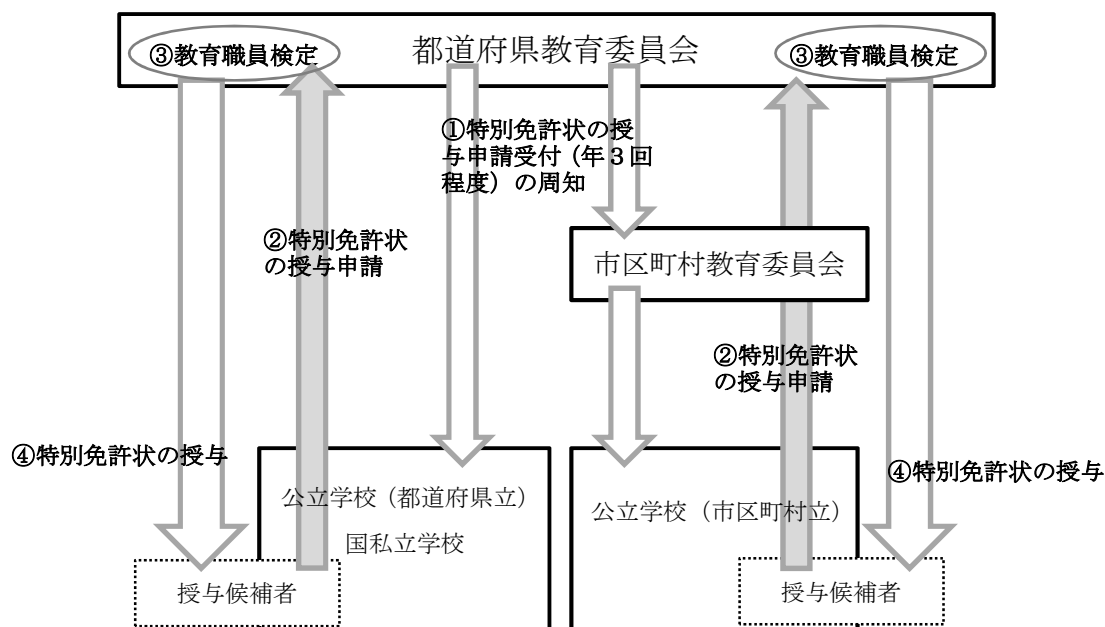 ③教育職員検定
都道府県教育委員会
③教育職員検定
①特別免許状の授
与申請受付（年３回
程度）の周知
②特別免許状
の授与申請
市区町村教育委員会
②特別免許状
の授与申請
④特別免許状の授与
④特別免許状の授与
公立学校（都道府県立）
国私立学校
公立学校（市区町村立）
授与候補者
授与候補者